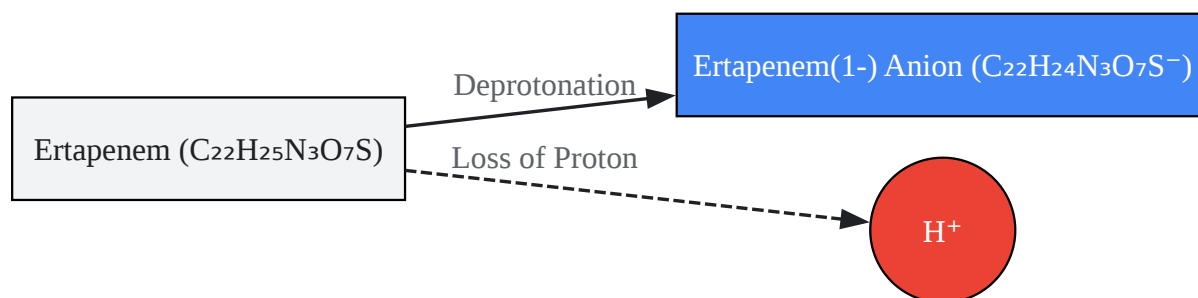 Ertapenem(1-) Anion (C₂₂H₂₄N₃O₇S⁻)
Deprotonation
Ertapenem (C₂₂H₂₅N₃O₇S)
Loss of Proton
H⁺